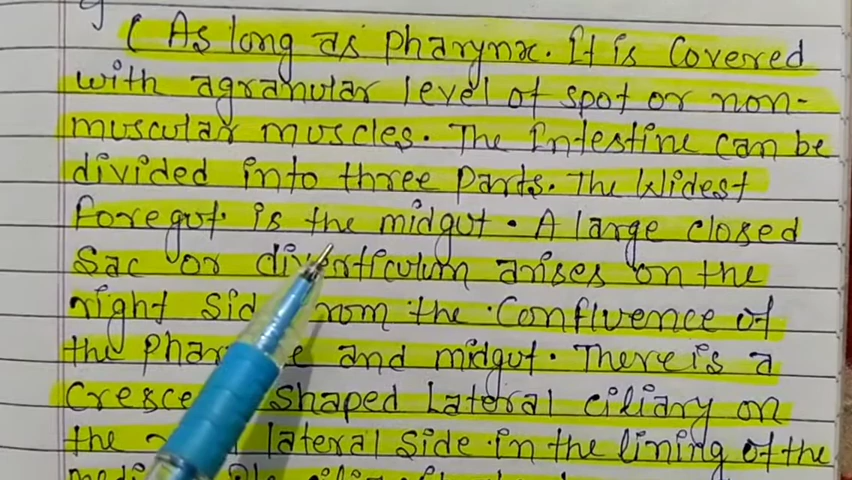 ( As long as pharynx. It is Covered
with agranular level of spot or non-
muscular muscles. The Intestine can be
divided into three parts. The Widest
foregut. is the midgut. A large closed
Sac or diverticulum arises on the
right side from the Confluence of
the and midgut. There is a
shaped Lateral ciliary on
the lateral side in the lining of the